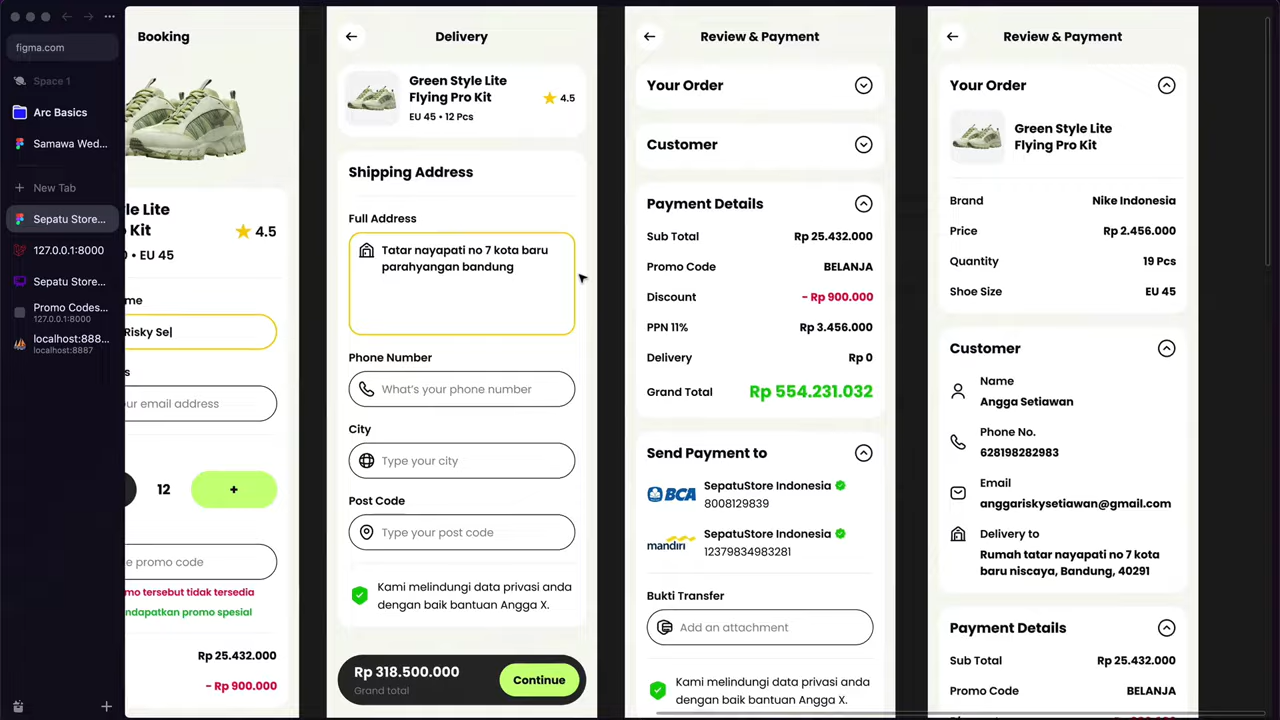 figma.com
Space 1
Arc Basics
Samawa Wed...
New Tab
Sepatu Store...
127.0.0.1:8000
Sepatu Store...
Promo Codes...
127.0.0.1:8000
localhost:888...
localhost:8887
Booking
le Lite
Kit
4.5
• EU 45
me
Risky Se
s
ur email address
12
+
e promo code
mo tersebut tidak tersedia
ndapatkan promo spesial
Rp 25.432.000
- Rp 900.000
Delivery
Green Style Lite
Flying Pro Kit
4.5
EU 45 • 12 Pcs
Shipping Address
Full Address
Tatar nayapati no 7 kota baru
parahyangan bandung
Phone Number
What's your phone number
City
Type your city
Post Code
Type your post code
Kami melindungi data privasi anda
dengan baik bantuan Angga X.
Rp 318.500.000
Grand total
Continue
Review & Payment
Your Order
Customer
Payment Details
Sub Total Rp 25.432.000
Promo Code BELANJA
Discount - Rp 900.000
PPN 11% Rp 3.456.000
Delivery Rp 0
Grand Total Rp 554.231.032
Send Payment to
BCA
SepatuStore Indonesia
8008129839
mandiri
SepatuStore Indonesia
12379834983281
Bukti Transfer
Add an attachment
Kami melindungi data privasi anda
dengan baik bantuan Angga X.
Review & Payment
Your Order
Green Style Lite
Flying Pro Kit
Brand Nike Indonesia
Price Rp 2.456.000
Quantity 19 Pcs
Shoe Size EU 45
Customer
Name
Angga Setiawan
Phone No.
628198282983
Email
anggariskysetiawan@gmail.com
Delivery to
Rumah tatar nayapati no 7 kota
baru niscaya, Bandung, 40291
Payment Details
Sub Total Rp 25.432.000
Promo Code BELANJA